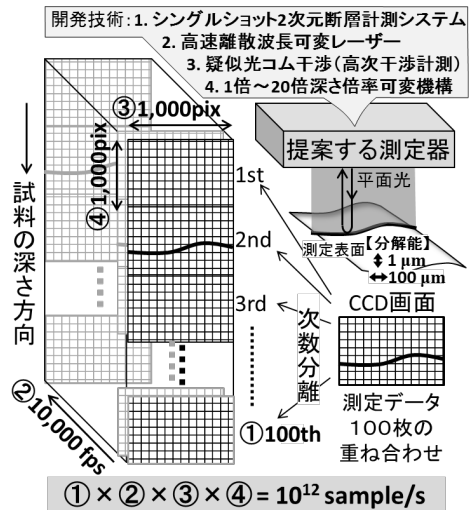 開発技術：1. シングルショット2次元断層計測システム
2. 高速離散波長可変レーザー
3. 疑似光コム干渉（高次干渉計測）
4. 1倍～20倍深さ倍率可変機構
③1,000pix
④1,000pix
試料の深さ方向
②10,000 fps
1st
2nd
3rd
①100th
次数分離
提案する測定器
平面光
測定表面
【分解能】
1 μm
100 μm
CCD画面
測定データ
100枚の
重ね合わせ
①×②×③×④= 10¹² sample/s